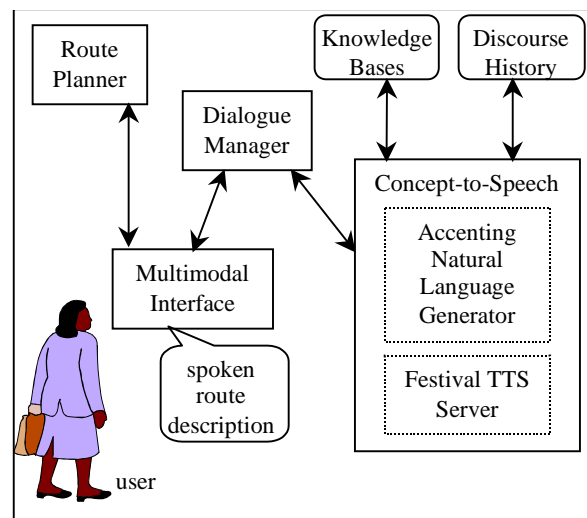 Route
Planner
Knowledge
Bases
Discourse
History
Dialogue
Manager
Concept-to-Speech
Accenting
Natural
Language
Generator
Multimodal
Interface
spoken
route
description
Festival TTS
Server
user